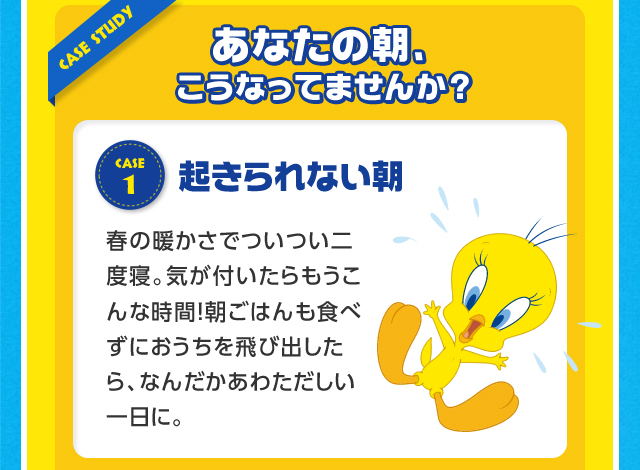 CASE STUDY
あなたの朝、
こうなってませんか？
CASE
1
起きられない朝
春の暖かさでついつい二
度寝。気が付いたらもうこ
んな時間!朝ごはんも食べ
ずにおうちを飛び出した
ら、なんだかあわただしい
一日に。